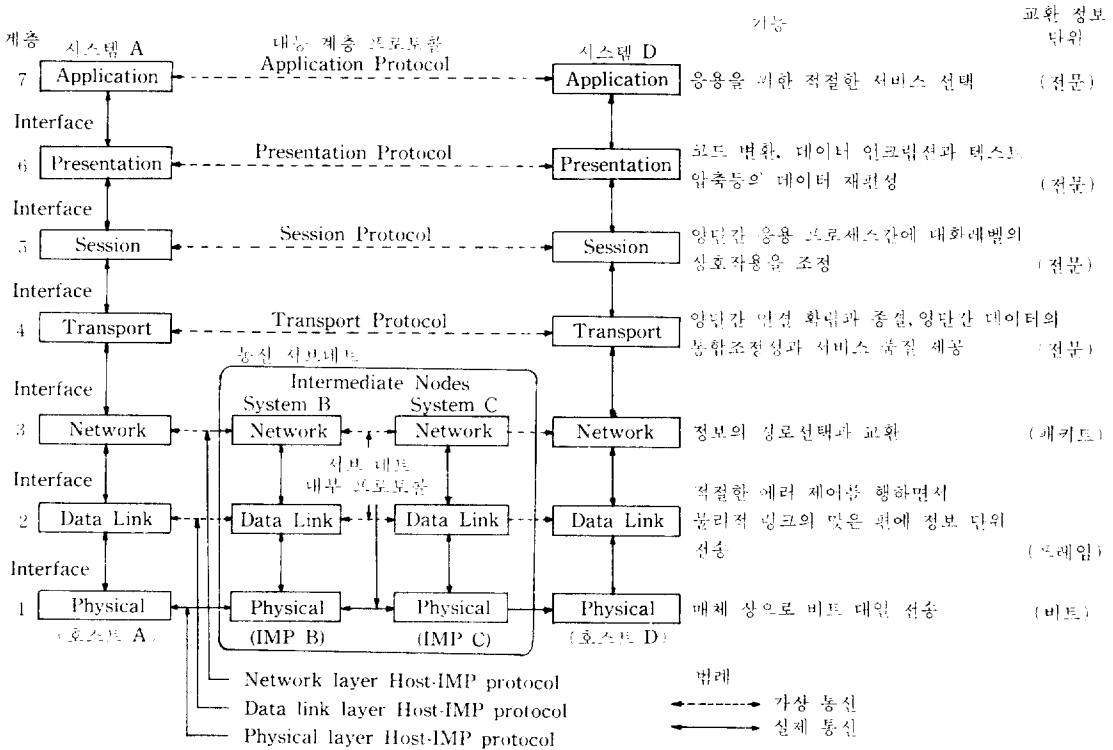 기능
교환 정보
단위
계층
시스템 A
대등 계층 프로토콜
시스템 D
7
Application
Application Protocol
Application
응용을 위한 적절한 서비스 선택
(전문)
Interface
6
Presentation
Presentation Protocol
Presentation
코드 변환, 데이터 인크립션과 텍스트
압축등의 데이터 재편성
(전문)
Interface
5
Session
Session Protocol
Session
양단간 응용 프로세스간에 대화레벨의
상호작용을 조정
(전문)
Interface
4
Transport
Transport Protocol
Transport
양단간 연결 확립과 종결, 양단간 데이터의
통합조정성과 서비스 품질 제공
(전문)
통신 서브네트
Interface
Intermediate Nodes
System B
System C
3
Network
Network
Network
Network
정보의 경로선택과 교환
(패키트)
서브 네트
내부 프로토콜
Interface
2
Data Link
Data Link
Data Link
Data Link
적절한 에러 제어를 행하면서
물리적 링크의 맞은 편에 정보 단위
전송
(프레임)
Interface
1
Physical
Physical
Physical
Physical
매체 상으로 비트 대일 전송
(비트)
(호스트 A)
(IMP B)
(IMP C)
(호스트 D)
Network layer Host-IMP protocol
Data link layer Host-IMP protocol
Physical layer Host-IMP protocol
범례
가상 통신
실제 통신